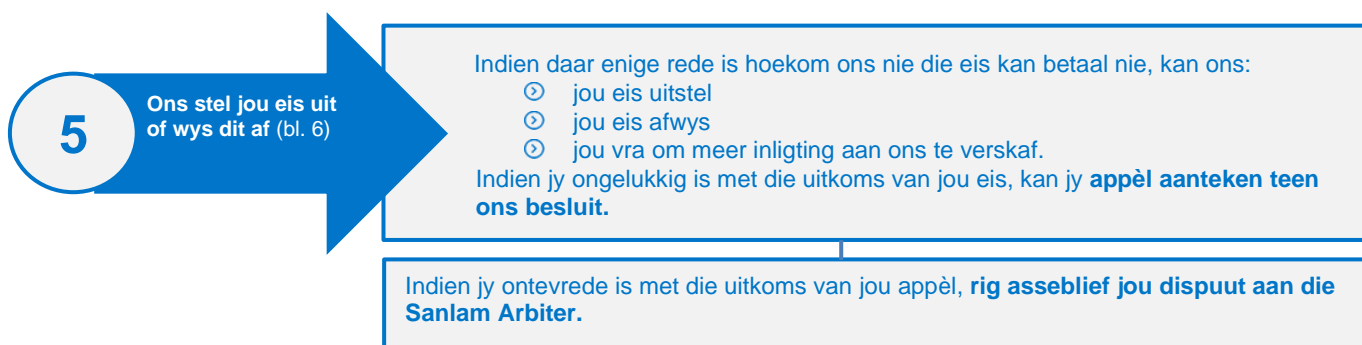 5
Ons stel jou eis uit
of wys dit af (bl. 6)
Indien daar enige rede is hoekom ons nie die eis kan betaal nie, kan ons:
jou eis uitstel
jou eis afwys
jou vra om meer inligting aan ons te verskaf.
Indien jy ongelukkig is met die uitkoms van jou eis, kan jy appèl aanteken teen
ons besluit.
Indien jy ontevrede is met die uitkoms van jou appèl, rig asseblief jou dispuut aan die
Sanlam Arbiter.